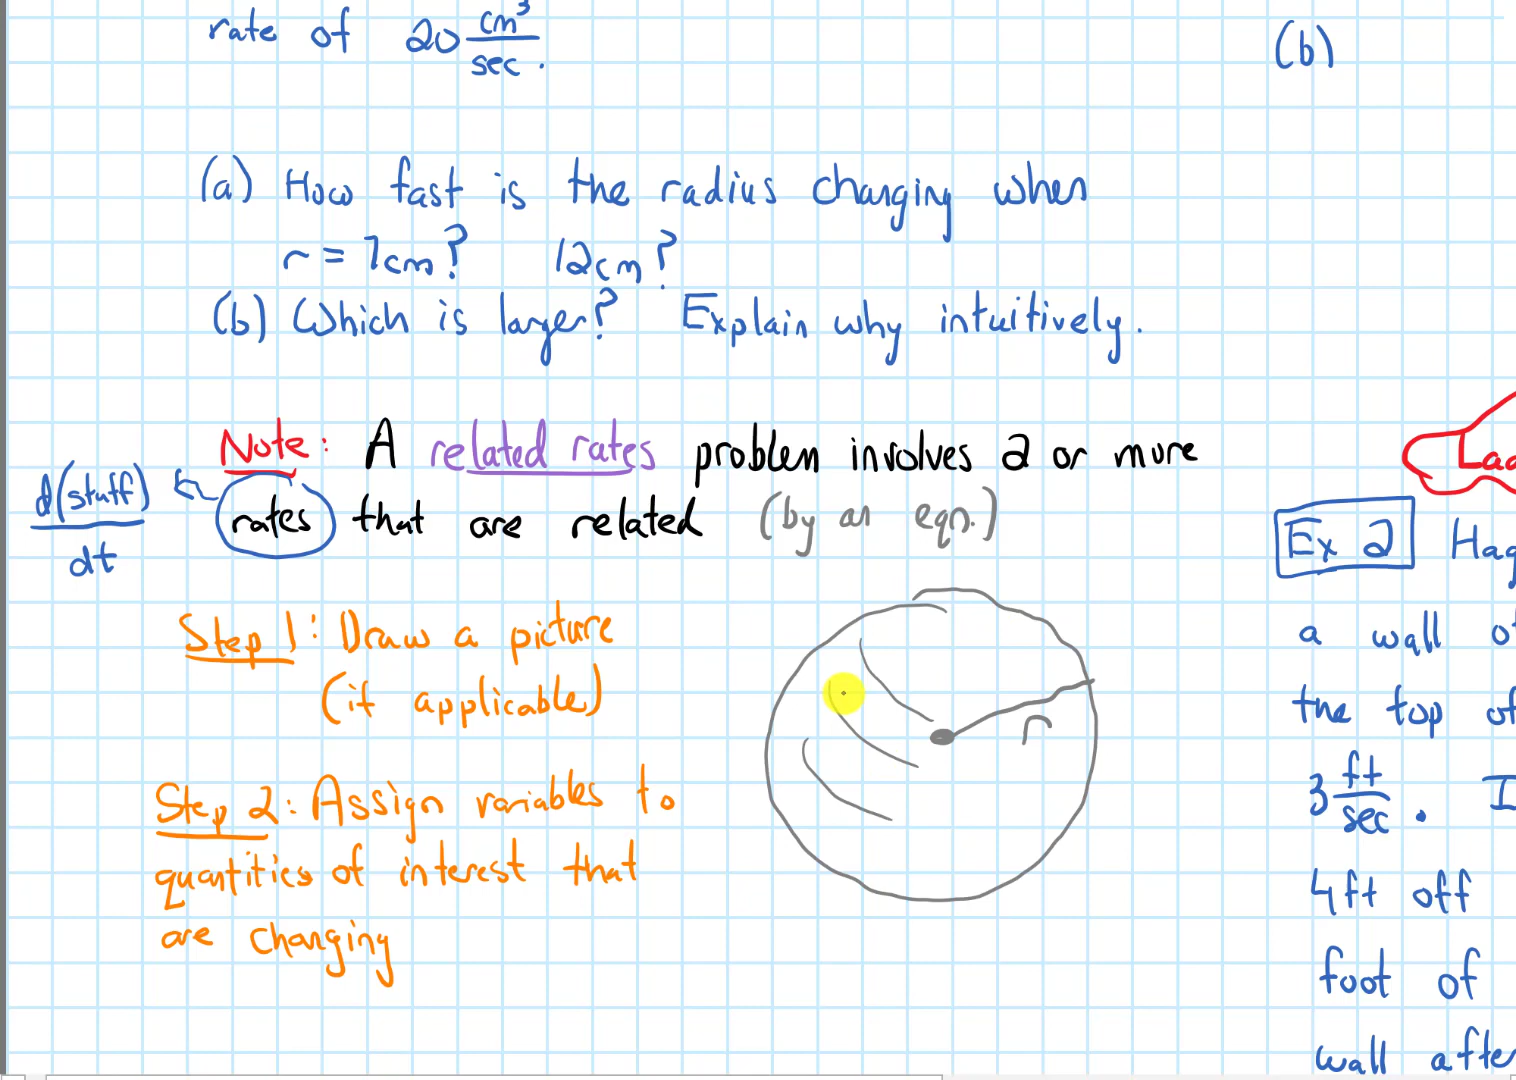 rate of 20 cm³/sec.
(b)
(a) How fast is the radius changing when
r = 7cm? 12cm?
(b) Which is larger? Explain why intuitively.
Note: A related rates problem involves 2 or more
rates that are related (by an eqn.)
d(stuff)/dt
Step 1: Draw a picture
(if applicable)
Step 2: Assign variables to
quantities of interest that
are changing
r
Ex 2
a wall
the top of
3 ft/sec. I
4ft off
foot of
wall after